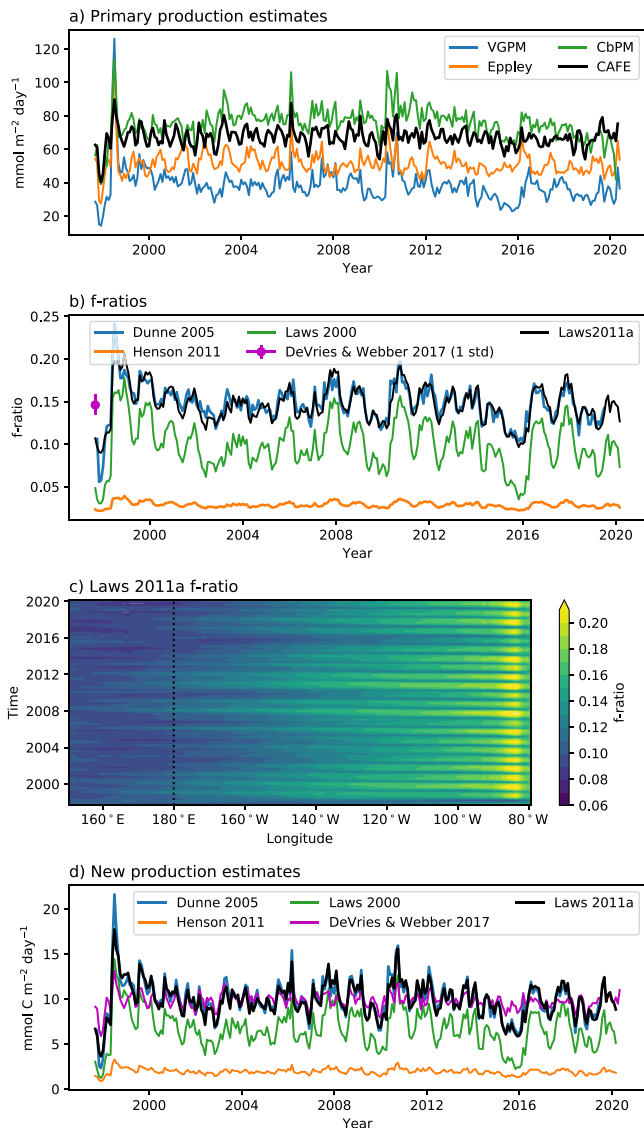 a) Primary production estimates
mmol m⁻² day⁻¹
120
100
80
60
40
20
VGPM
Eppley
CbPM
CAFE
2000 2004 2008 2012 2016 2020
Year
b) f-ratios
f-ratio
0.25
0.20
0.15
0.10
0.05
Dunne 2005
Henson 2011
Laws 2000
DeVries & Webber 2017 (1 std)
Laws2011a
2000 2004 2008 2012 2016 2020
Year
c) Laws 2011a f-ratio
Time
2020
2016
2012
2008
2004
2000
160°E 180°E 160°W 140°W 120°W 100°W 80°W
Longitude
0.20
0.18
0.16
0.14
0.12
0.10
0.08
0.06
f-ratio
d) New production estimates
mmol C m⁻² day⁻¹
20
15
10
5
0
Dunne 2005
Henson 2011
Laws 2000
DeVries & Webber 2017
Laws 2011a
2000 2004 2008 2012 2016 2020
Year